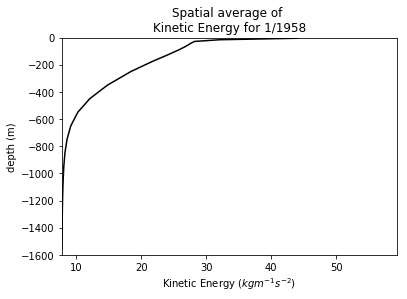 Spatial average of
Kinetic Energy for 1/1958
0
−200
−400
−600
−800
−1000
−1200
−1400
−1600
depth (m)
10 20 30 40 50
Kinetic Energy ($kgm^{-1}s^{-2}$)